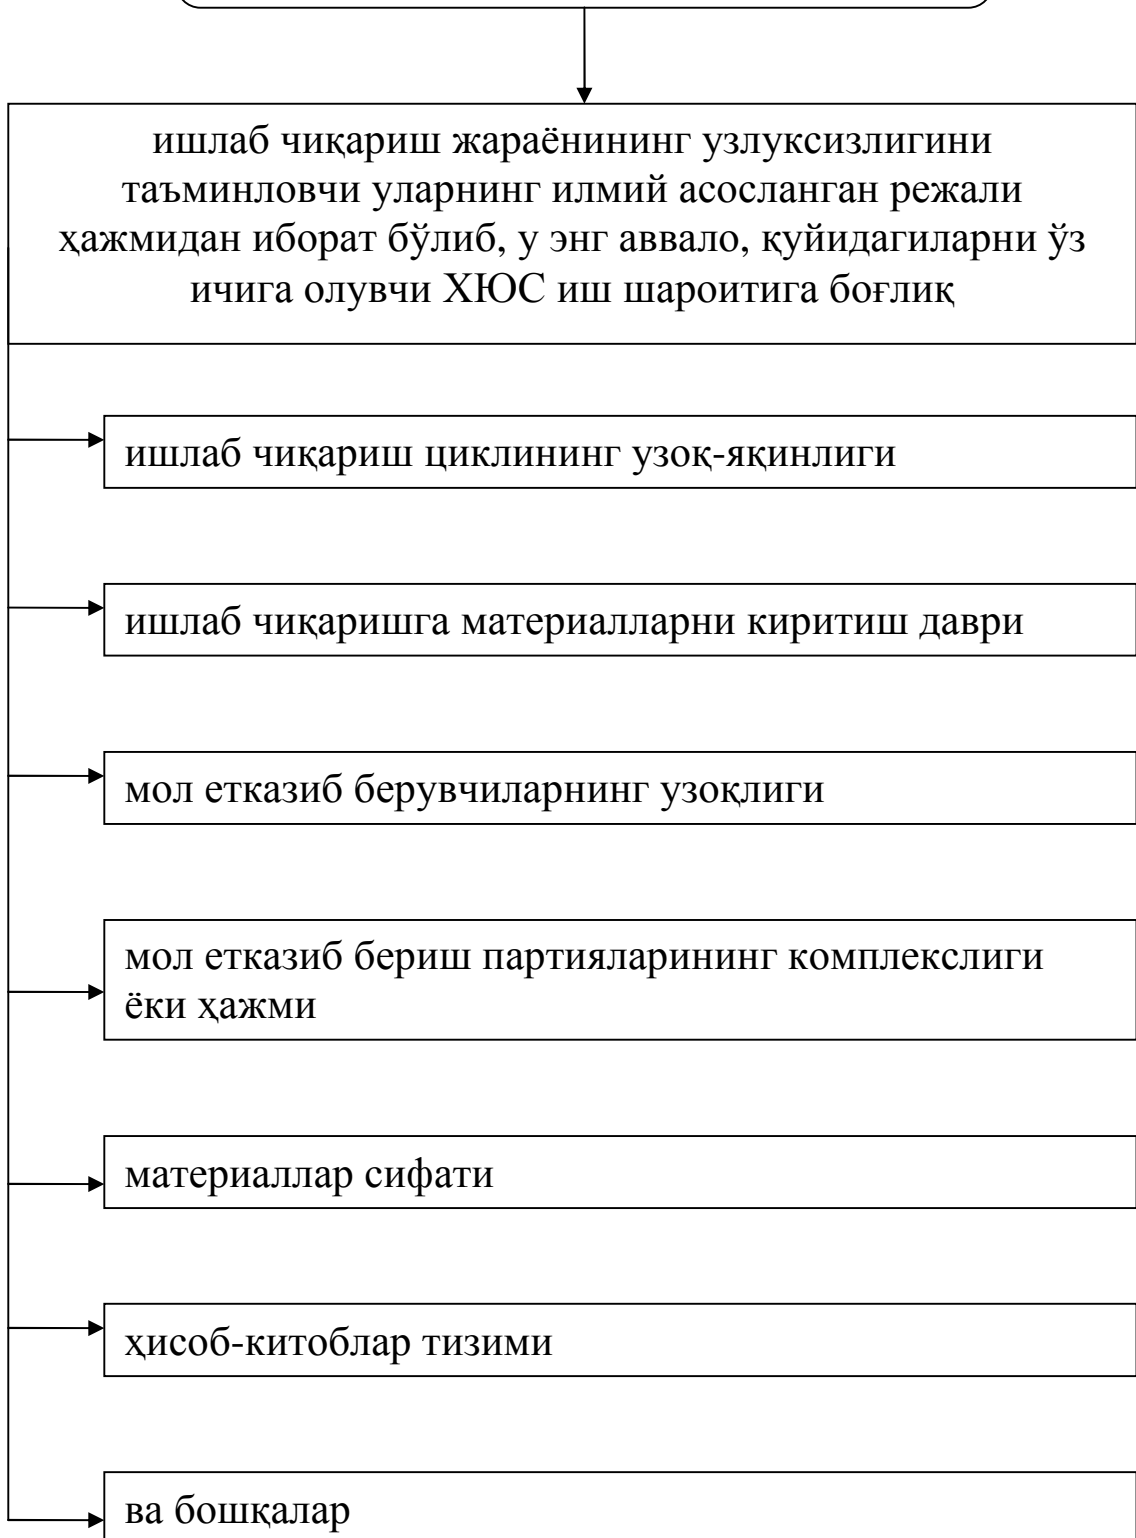 ишлаб чиқариш жараёнининг узлуксизлигини
таъминловчи уларнинг илмий асосланган режали
ҳажмидан иборат бўлиб, у энг аввало, қуйидагиларни ўз
ичига олувчи ХЮС иш шароитига боғлиқ
ишлаб чиқариш циклининг узоқ-яқинлиги
ишлаб чиқаришга материалларни киритиш даври
мол етказиб берувчиларнинг узоқлиги
мол етказиб бериш партияларининг комплекслиги
ёки ҳажми
материаллар сифати
ҳисоб-китоблар тизими
ва бошқалар